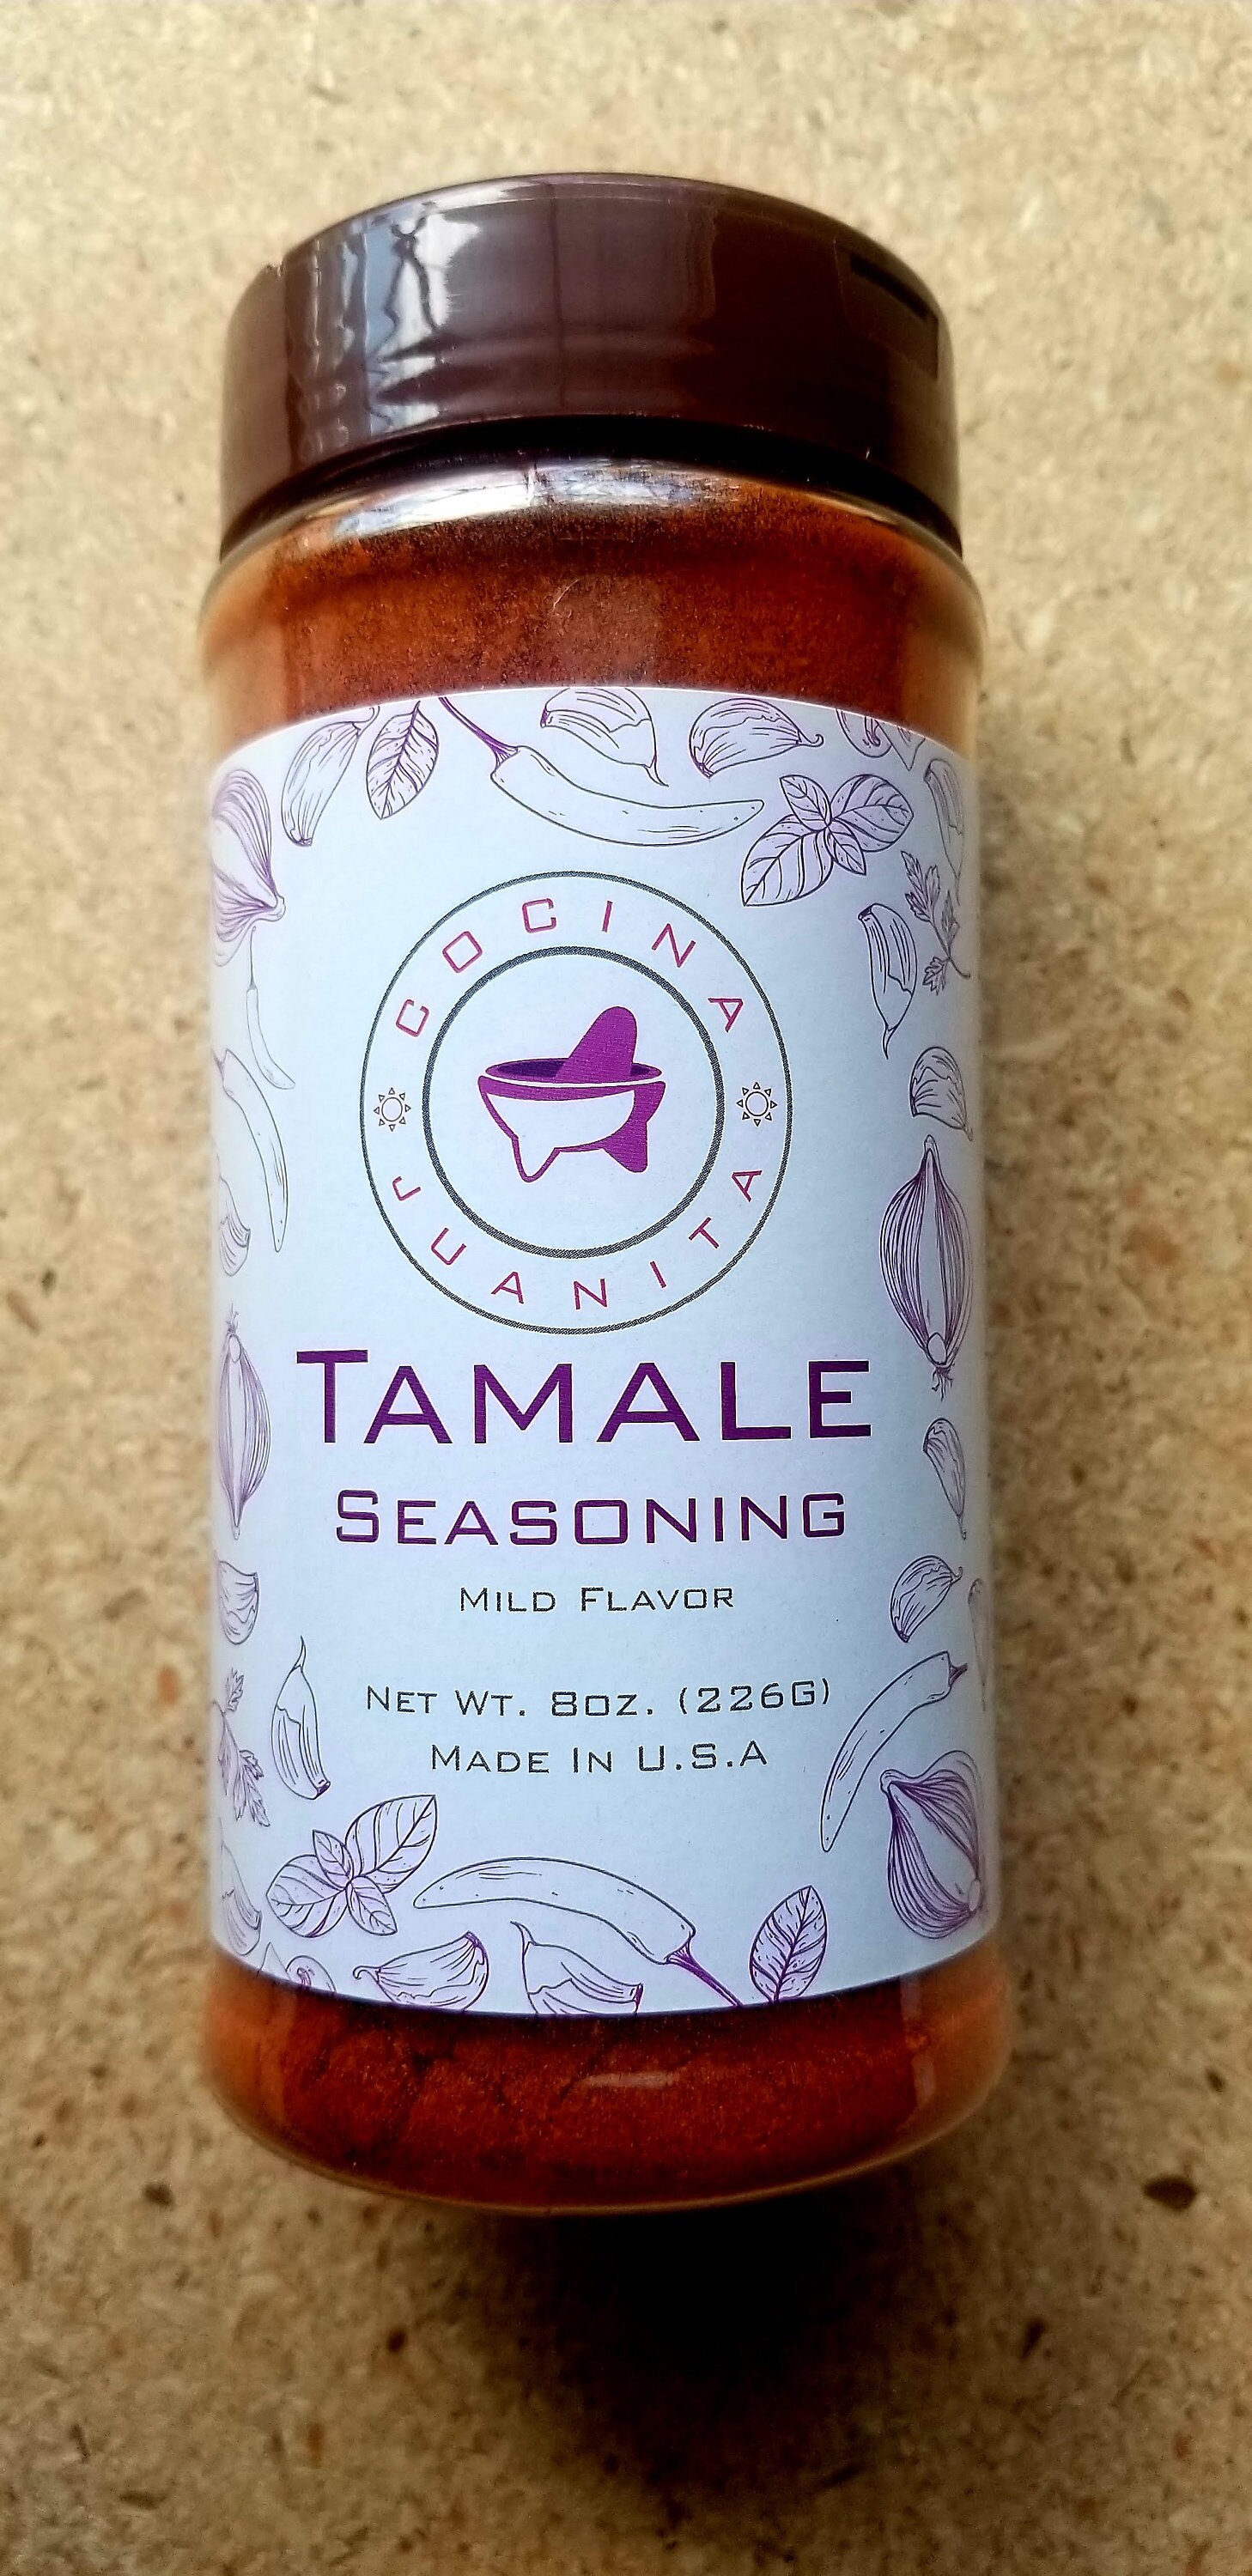 COCINA
JUANITA
TAMALE
SEASONING
MILD FLAVOR
NET WT. 8OZ. (226G)
MADE IN U.S.A